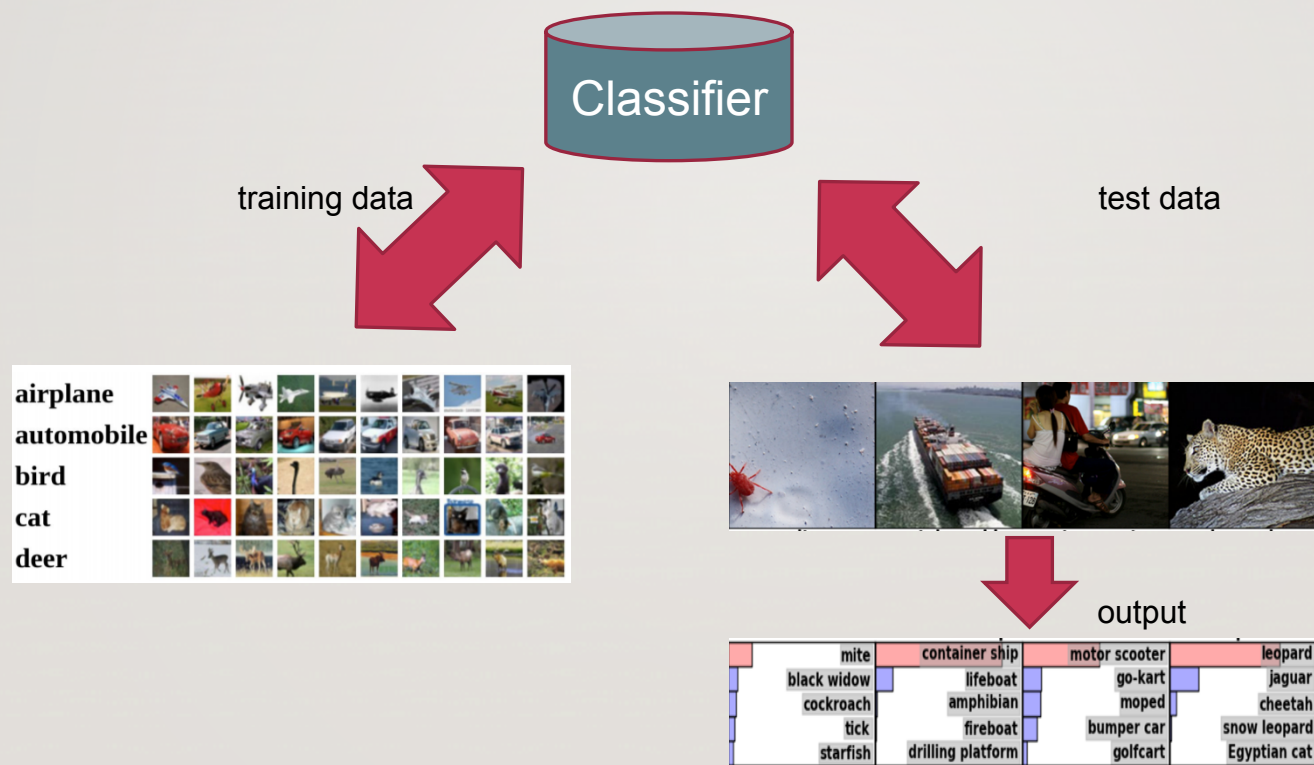 Classifier
training data
test data
airplane
automobile
bird
cat
deer
output
mite
black widow
cockroach
tick
starfish
container ship
lifeboat
amphibian
fireboat
drilling platform
motor scooter
go-kart
moped
bumper car
golfcart
leopard
jaguar
cheetah
snow leopard
Egyptian cat